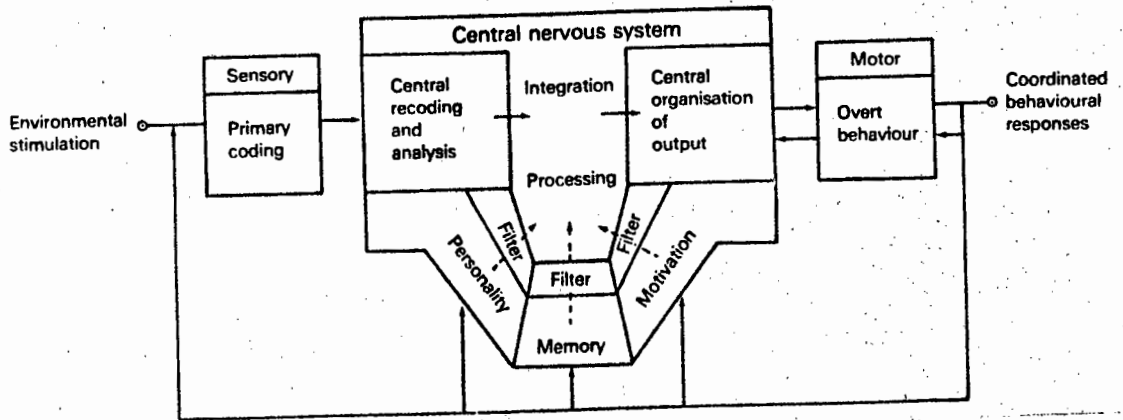 Central nervous system
Sensory
Motor
Environmental
stimulation
Primary
coding
Central
recoding
and
analysis
Integration
Processing
Central
organisation
of
output
Overt
behaviour
Coordinated
behavioural
responses
Filter
Filter
Filter
Personality
Motivation
Memory